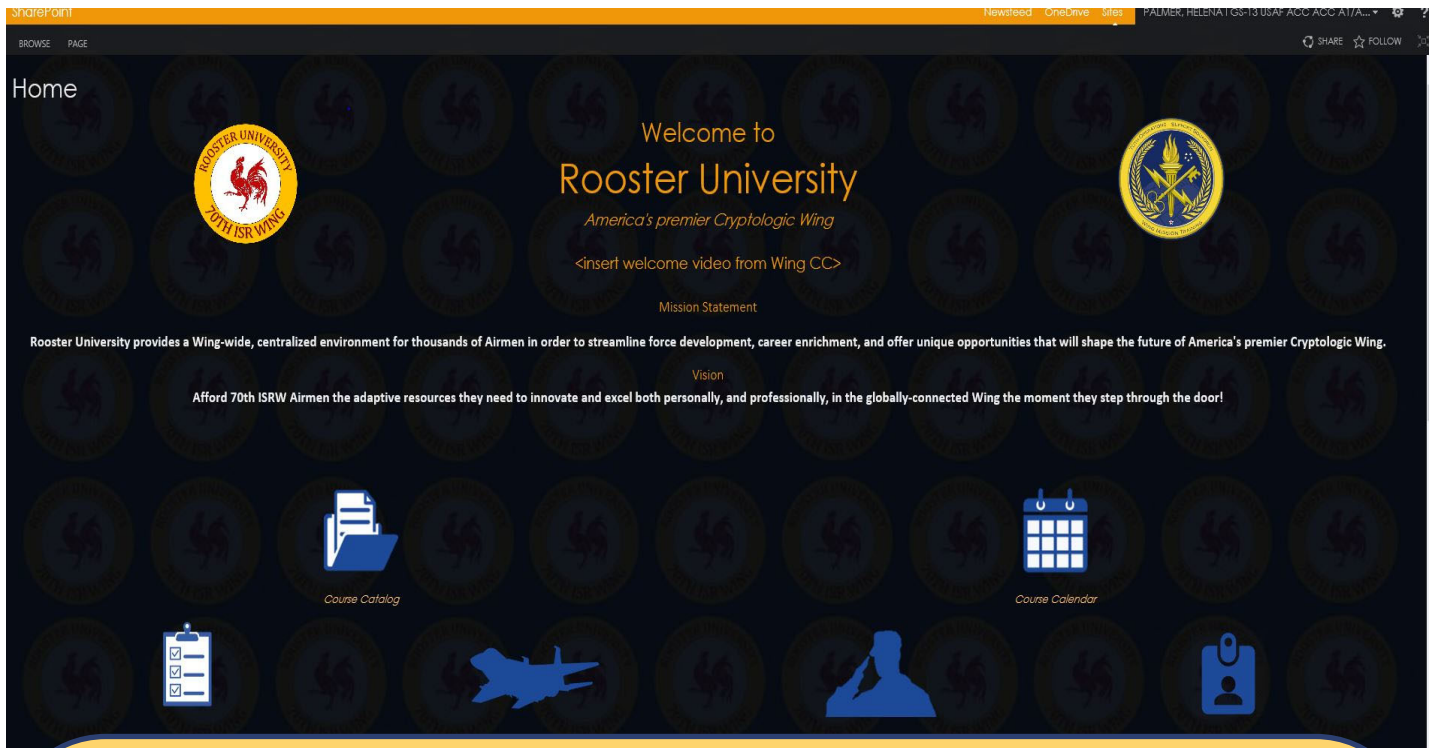 SharePoint
Newsfeed OneDrive Sites PALMER, HELENA I GS-13 USAF ACC ACC A1/A...
BROWSE PAGE
SHARE FOLLOW
Home
ROOSTER UNIVERSITY
70TH ISR WING
Welcome to
Rooster University
America's premier Cryptologic Wing
<insert welcome video from Wing CC>
WING MISSION TRAINING
Mission Statement
Rooster University provides a Wing-wide, centralized environment for thousands of Airmen in order to streamline force development, career enrichment, and offer unique opportunities that will shape the future of America's premier Cryptologic Wing.
Vision
Afford 70th ISRW Airmen the adaptive resources they need to innovate and excel both personally, and professionally, in the globally-connected Wing the moment they step through the door!
Course Catalog
Course Calendar